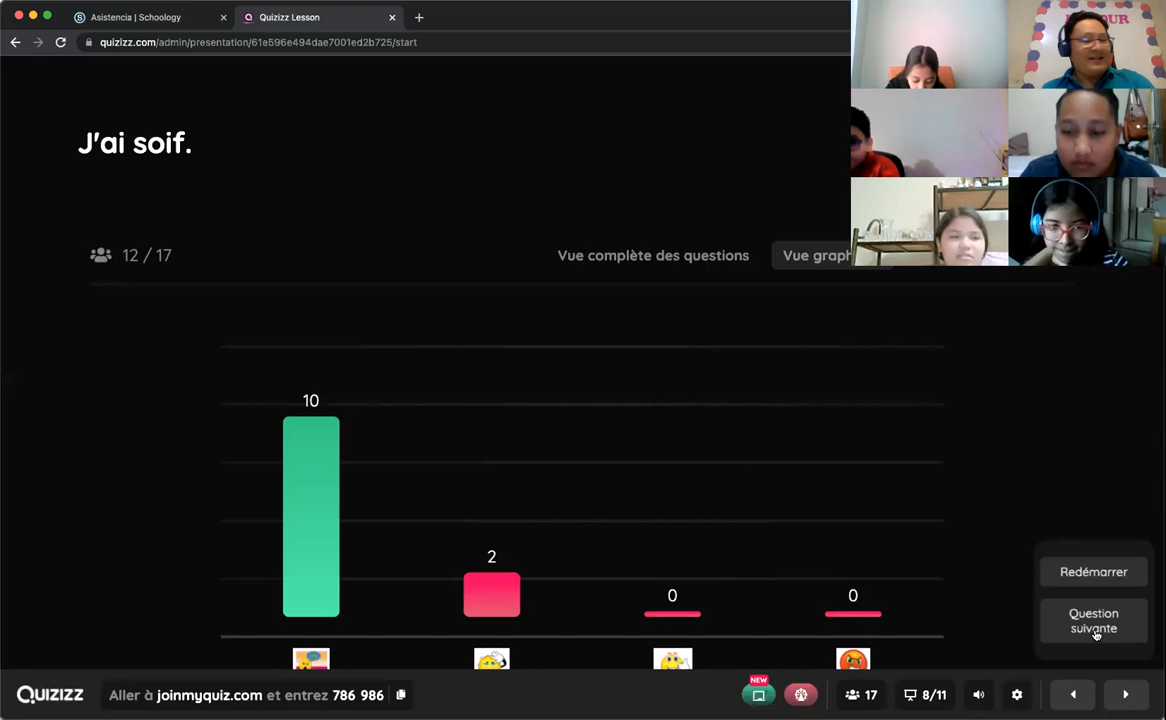 Asistencia | Schoology
Quizizz Lesson
quizizz.com/admin/presentation/61e596e494dae7001ed2b725/start
J'ai soif.
12 / 17
Vue complète des questions
Vue graph
10
2
0
0
Redémarrer
Question
suivante
QUIZIZZ
Aller à joinmyquiz.com et entrez 786 986
NEW
17
8/11